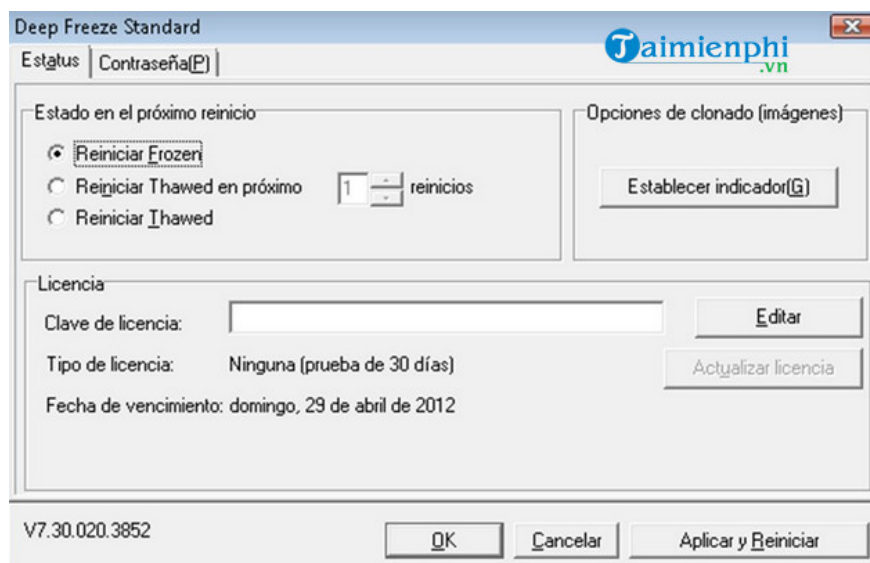 Deep Freeze Standard
Taimienphi
.vn
Estatus
Contraseña(P)
Estado en el próximo reinicio
Reiniciar Frozen
Reiniciar Thawed en próximo 1 reinicios
Reiniciar Thawed
Opciones de clonado (imágenes)
Establecer indicador(G)
Licencia
Clave de licencia:
Editar
Tipo de licencia: Ninguna (prueba de 30 días)
Actualizar licencia
Fecha de vencimiento: domingo, 29 de abril de 2012
V7.30.020.3852
OK
Cancelar
Aplicar y Reiniciar